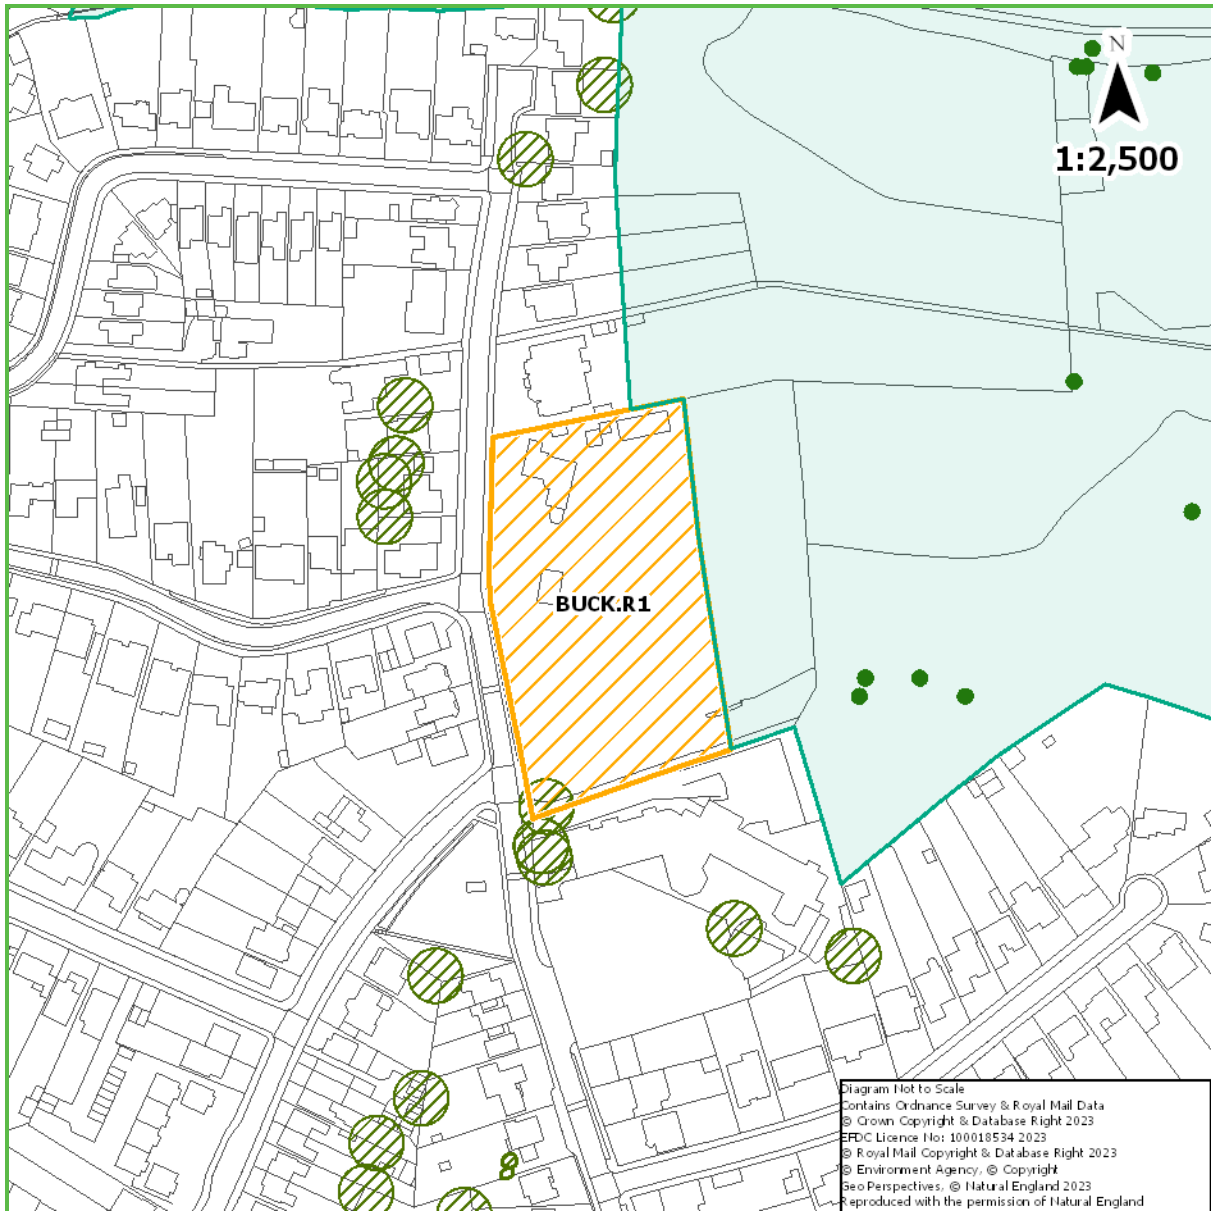 N
1:2,500
BUCK.R1
Diagram Not to Scale
Contains Ordnance Survey & Royal Mail Data
© Crown Copyright & Database Right 2023
EFDC Licence No: 100018534 2023
© Royal Mail Copyright & Database Right 2023
© Environment Agency, © Copyright
Geo Perspectives, © Natural England 2023
Reproduced with the permission of Natural England